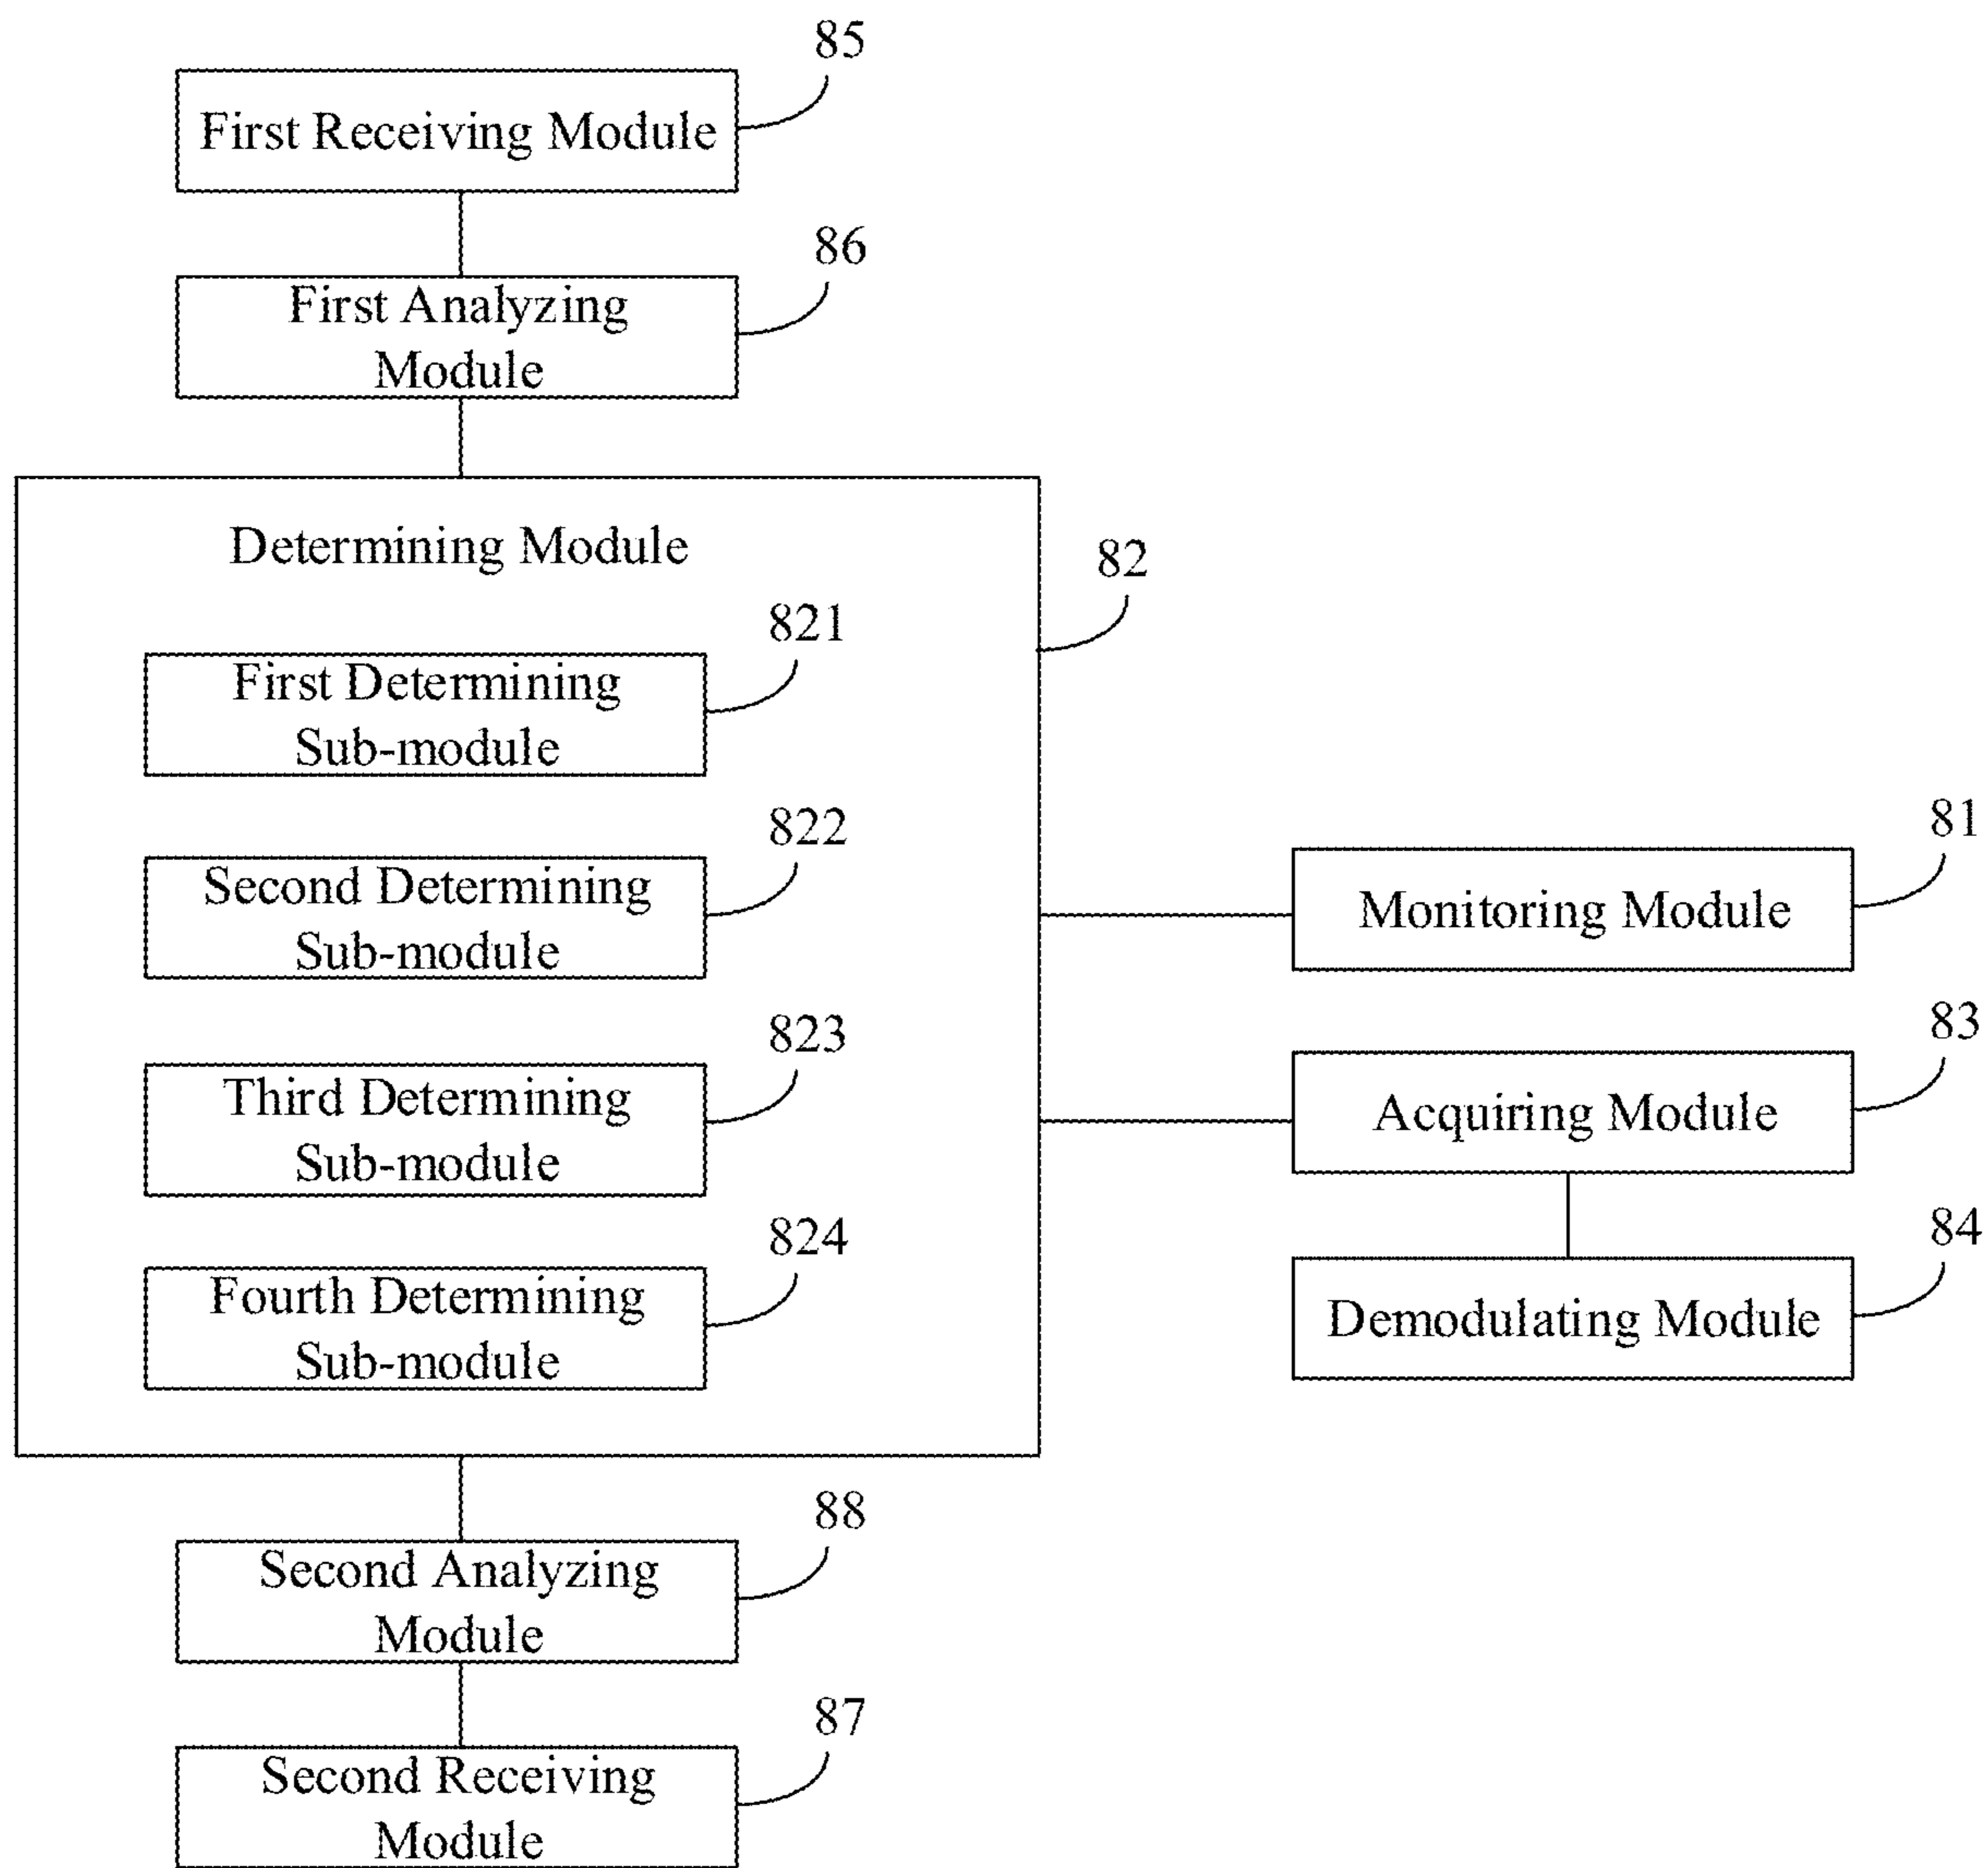 85
First Receiving Module
86
First Analyzing
Module
Determining Module
82
821
First Determining
Sub-module
822
Second Determining
Sub-module
81
Monitoring Module
823
Third Determining
Sub-module
83
Acquiring Module
824
Fourth Determining
Sub-module
84
Demodulating Module
88
Second Analyzing
Module
87
Second Receiving
Module